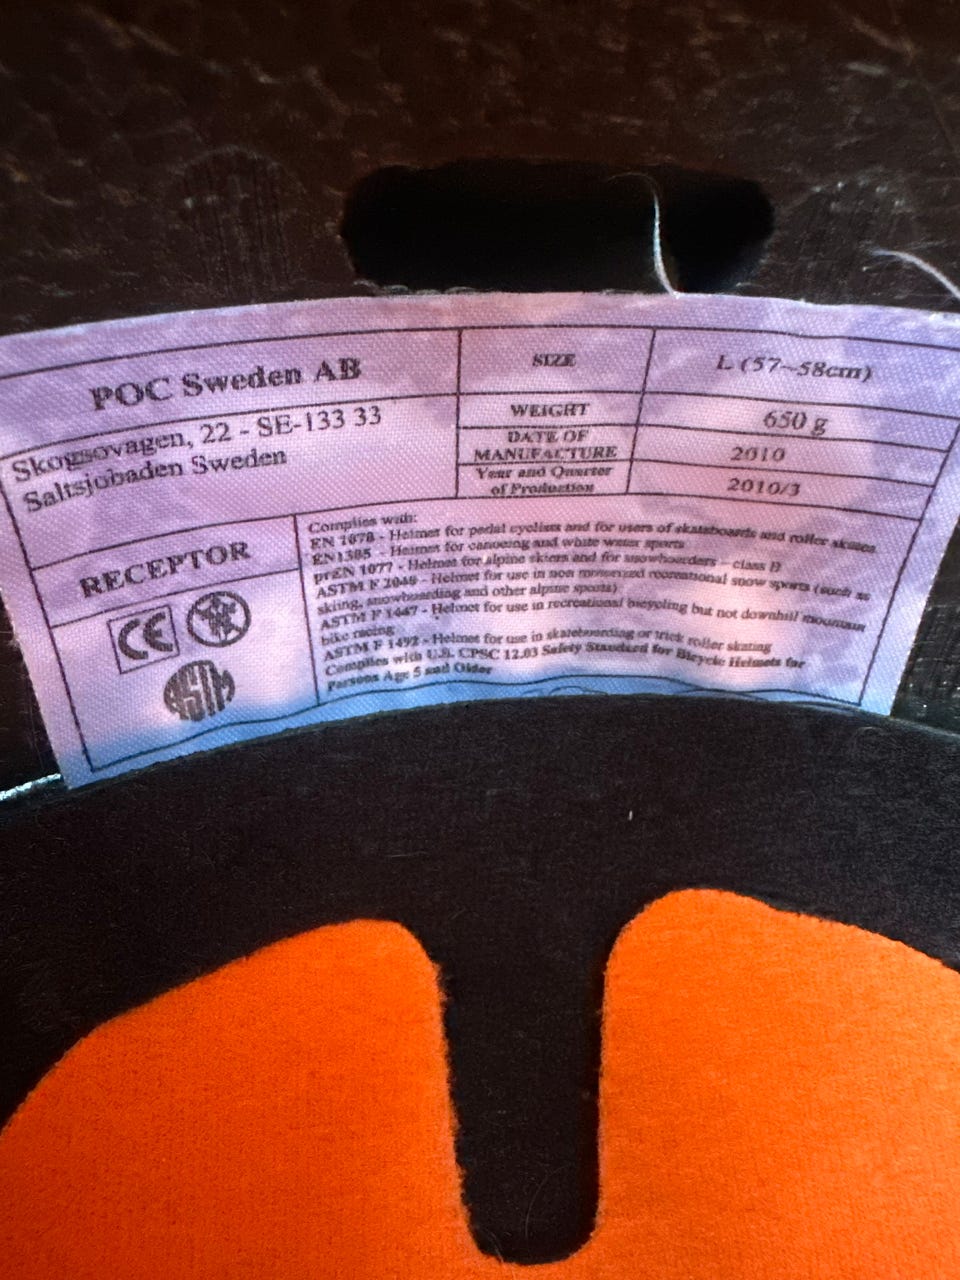 POC Sweden AB
Skogsovagen, 22 - SE-133 33
Saltsjobaden Sweden
SIZE L (57~58cm)
WEIGHT 650 g
DATE OF
MANUFACTURE 2010
Year and Quarter
of Production 2010/3
RECEPTOR
CE
ASTM
Complies with:
EN 1078 - Helmet for pedal cyclists and for users of skateboards and roller skates
EN1385 - Helmet for canoeing and white water sports
prEN 1077 - Helmet for alpine skiers and for snowboarders - class B
ASTM F 2040 - Helmet for use in non motorized recreational snow sports (such as
skiing, snowboarding and other alpine sports)
ASTM F 1447 - Helmet for use in recreational bicycling but not downhill mountain
bike racing
ASTM F 1492 - Helmet for use in skateboarding or trick roller skating
Complies with U.S. CPSC 12.03 Safety Standard for Bicycle Helmets for
Persons Age 5 and Older